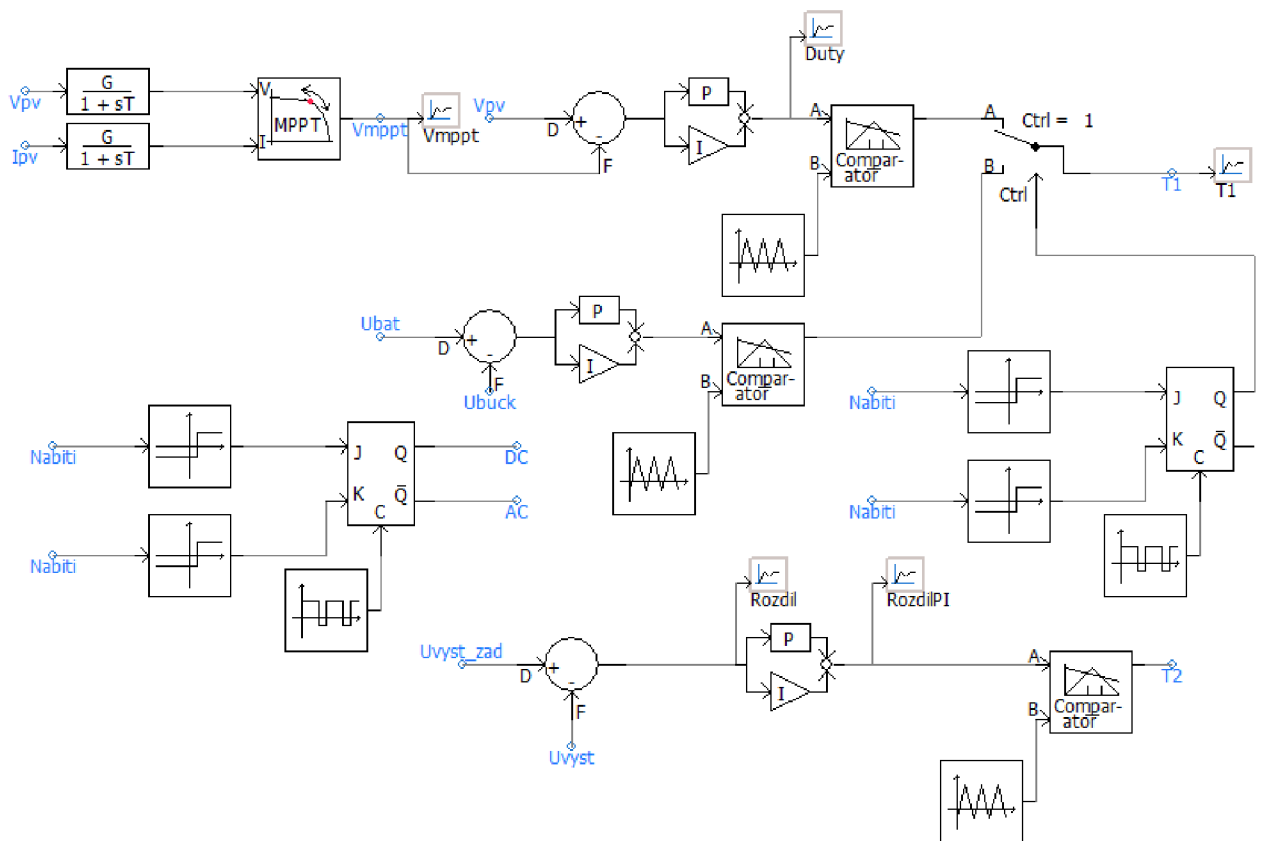 Duty
G
1 + sT
Vpv
V
MPPT
I
Vmppt
Vmppt
Vpv
D
+
-
F
P
I
A
B
Compar-
ator
A
Ctrl = 1
B
Ctrl
T1
T1
G
1 + sT
Ipv
Ubat
D
+
-
F
Ubuck
P
I
A
B
Compar-
ator
Nabiti
Nabiti
J
Q
K
Q̅
C
Nabiti
Nabiti
J
Q
K
Q̅
C
DC
AC
Rozdil
RozdilPI
Uvyst_zad
D
+
-
F
Uvyst
P
I
A
B
Compar-
ator
T2